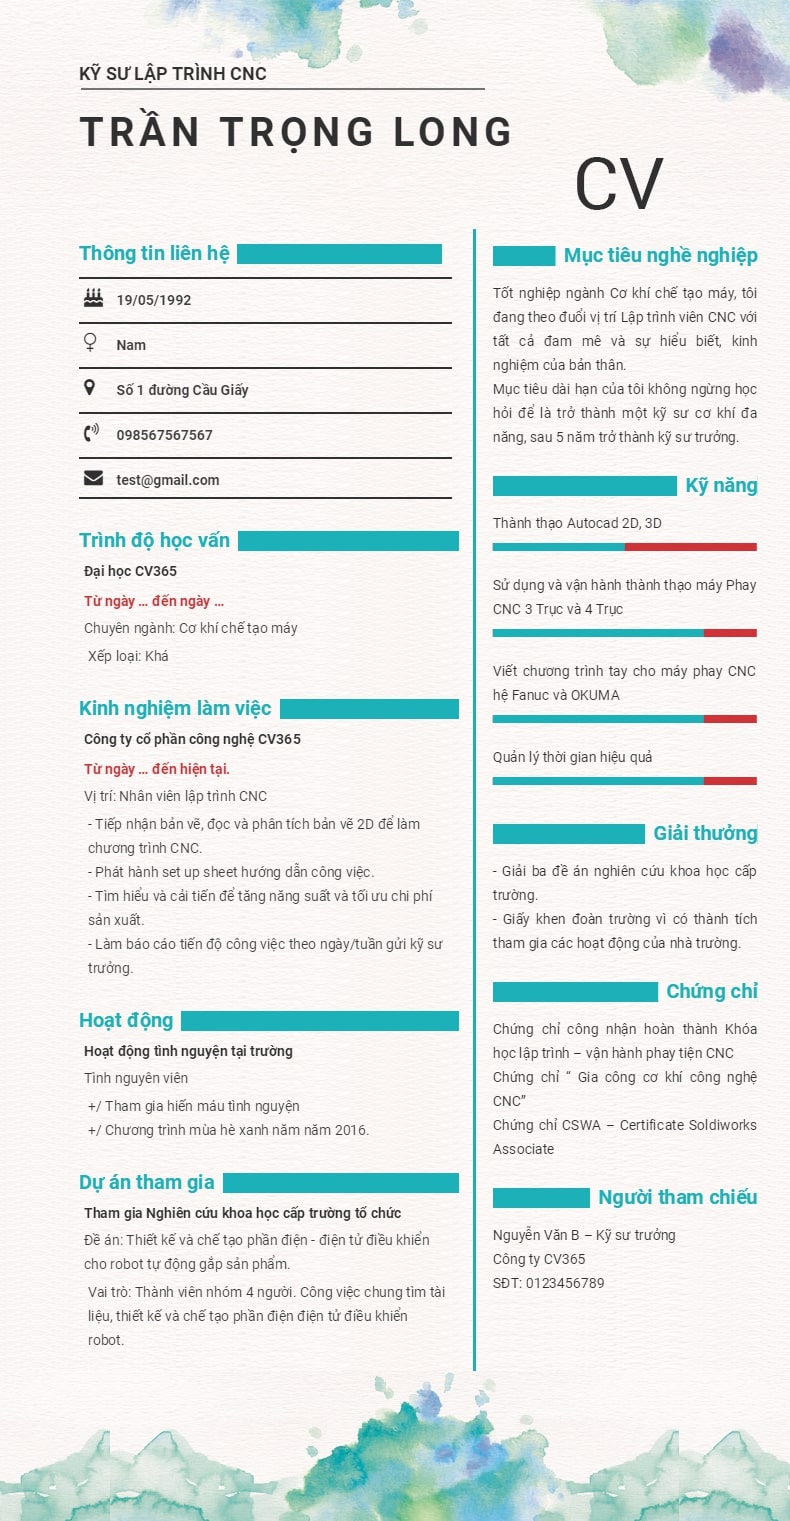 KỸ SƯ LẬP TRÌNH CNC
TRẦN TRỌNG LONG
CV
Thông tin liên hệ
19/05/1992
Nam
Số 1 đường Cầu Giấy
098567567567
test@gmail.com
Trình độ học vấn
Đại học CV365
Từ ngày ... đến ngày ...
Chuyên ngành: Cơ khí chế tạo máy
Xếp loại: Khá
Kinh nghiệm làm việc
Công ty cổ phần công nghệ CV365
Từ ngày ... đến hiện tại.
Vị trí: Nhân viên lập trình CNC
- Tiếp nhận bản vẽ, đọc và phân tích bản vẽ 2D để làm
chương trình CNC.
- Phát hành set up sheet hướng dẫn công việc.
- Tìm hiểu và cải tiến để tăng năng suất và tối ưu chi phí
sản xuất.
- Làm báo cáo tiến độ công việc theo ngày/tuần gửi kỹ sư
trưởng.
Hoạt động
Hoạt động tình nguyện tại trường
Tình nguyên viên
+/ Tham gia hiến máu tình nguyện
+/ Chương trình mùa hè xanh năm năm 2016.
Dự án tham gia
Tham gia Nghiên cứu khoa học cấp trường tổ chức
Đề án: Thiết kế và chế tạo phần điện - điện tử điều khiển
cho robot tự động gắp sản phẩm.
Vai trò: Thành viên nhóm 4 người. Công việc chung tìm tài
liệu, thiết kế và chế tạo phần điện điện tử điều khiển
robot.
Mục tiêu nghề nghiệp
Tốt nghiệp ngành Cơ khí chế tạo máy, tôi
đang theo đuổi vị trí Lập trình viên CNC với
tất cả đam mê và sự hiểu biết, kinh
nghiệm của bản thân.
Mục tiêu dài hạn của tôi không ngừng học
hỏi để là trở thành một kỹ sư cơ khí đa
năng, sau 5 năm trở thành kỹ sư trưởng.
Kỹ năng
Thành thạo Autocad 2D, 3D
Sử dụng và vận hành thành thạo máy Phay
CNC 3 Trục và 4 Trục
Viết chương trình tay cho máy phay CNC
hệ Fanuc và OKUMA
Quản lý thời gian hiệu quả
Giải thưởng
- Giải ba đề án nghiên cứu khoa học cấp
trường.
- Giấy khen đoàn trường vì có thành tích
tham gia các hoạt động của nhà trường.
Chứng chỉ
Chứng chỉ công nhận hoàn thành Khóa
học lập trình – vận hành phay tiện CNC
Chứng chỉ “ Gia công cơ khí công nghệ
CNC”
Chứng chỉ CSWA – Certificate Soldiworks
Associate
Người tham chiếu
Nguyễn Văn B – Kỹ sư trưởng
Công ty CV365
SĐT: 0123456789